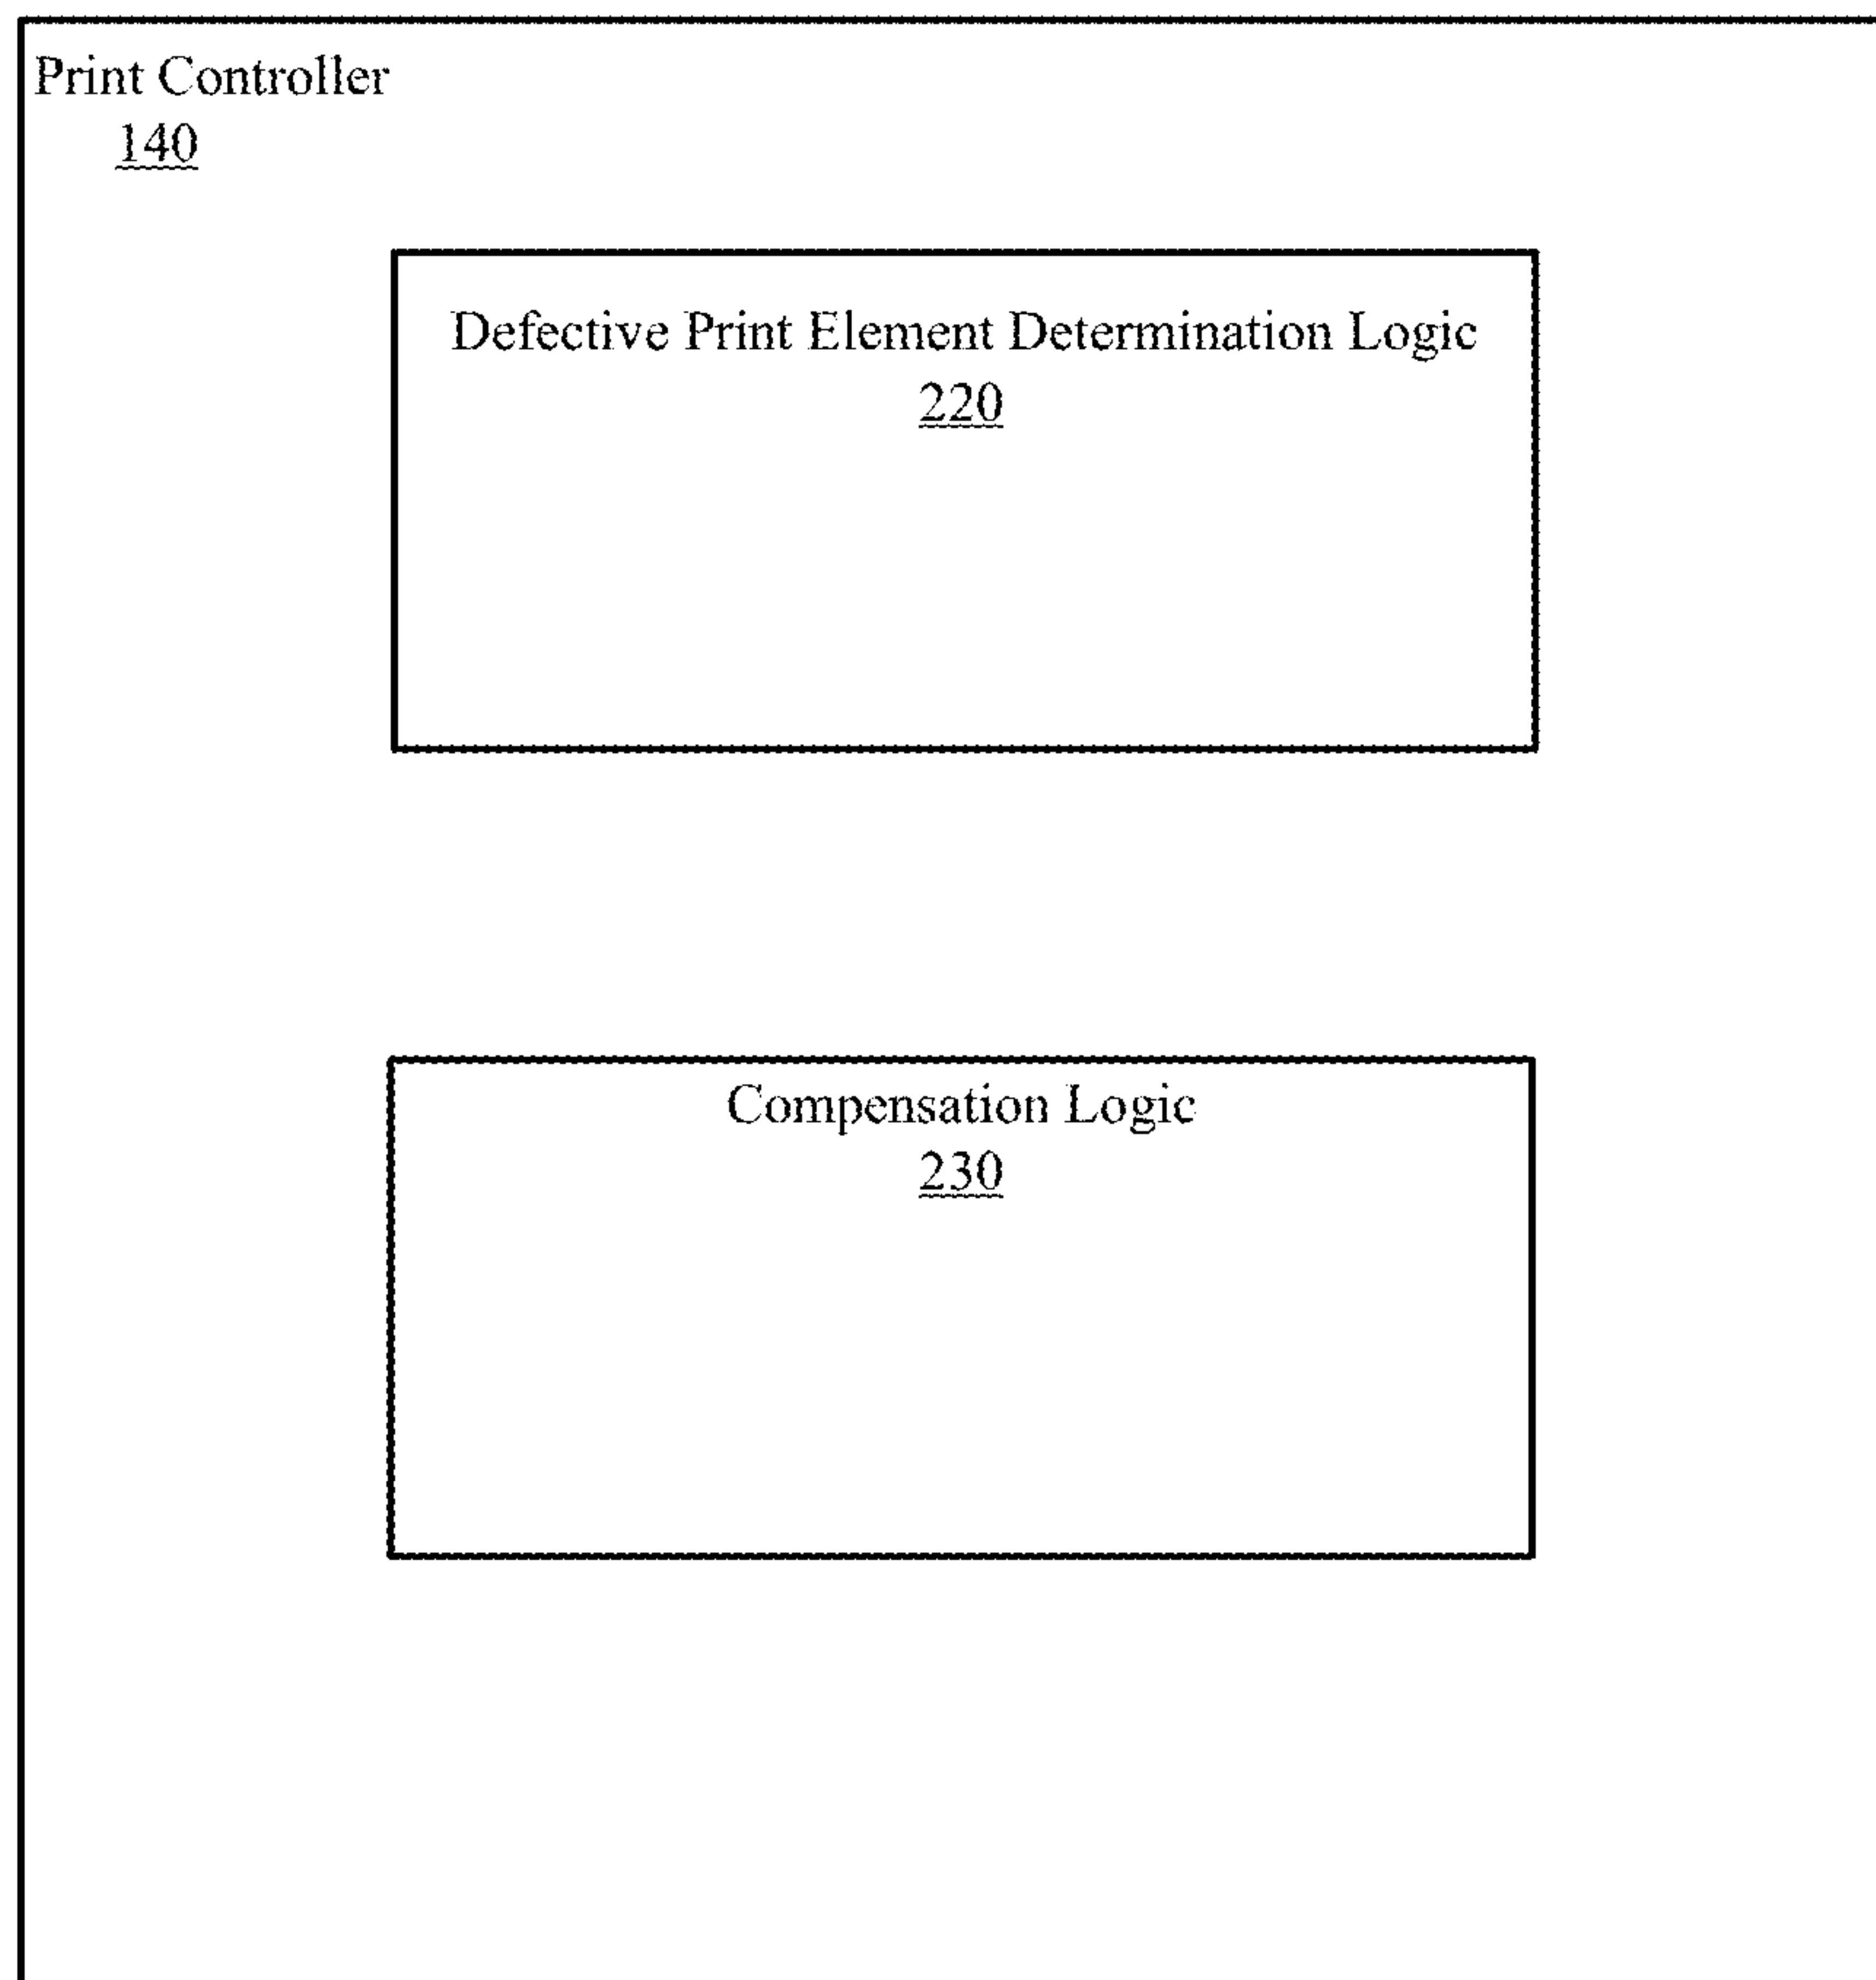 Print Controller
140
Defective Print Element Determination Logic
220
Compensation Logic
230